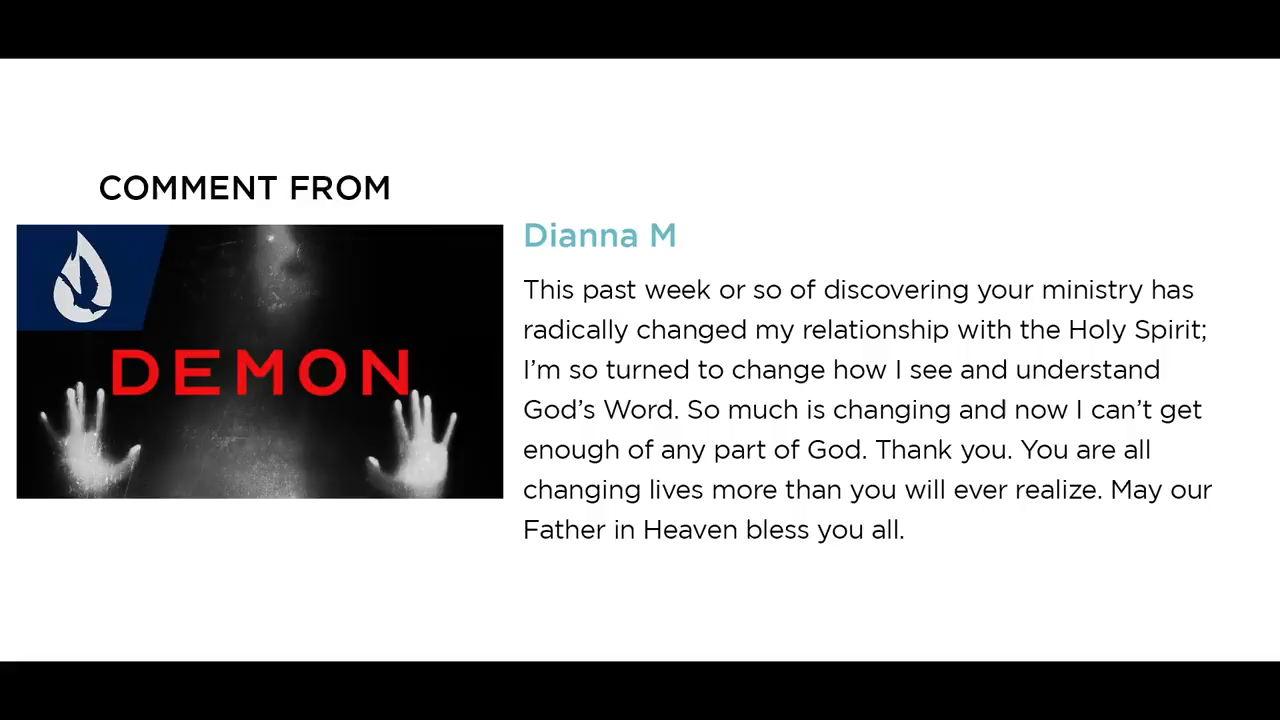 COMMENT FROM
DEMON
Dianna M
This past week or so of discovering your ministry has
radically changed my relationship with the Holy Spirit;
I’m so turned to change how I see and understand
God’s Word. So much is changing and now I can’t get
enough of any part of God. Thank you. You are all
changing lives more than you will ever realize. May our
Father in Heaven bless you all.